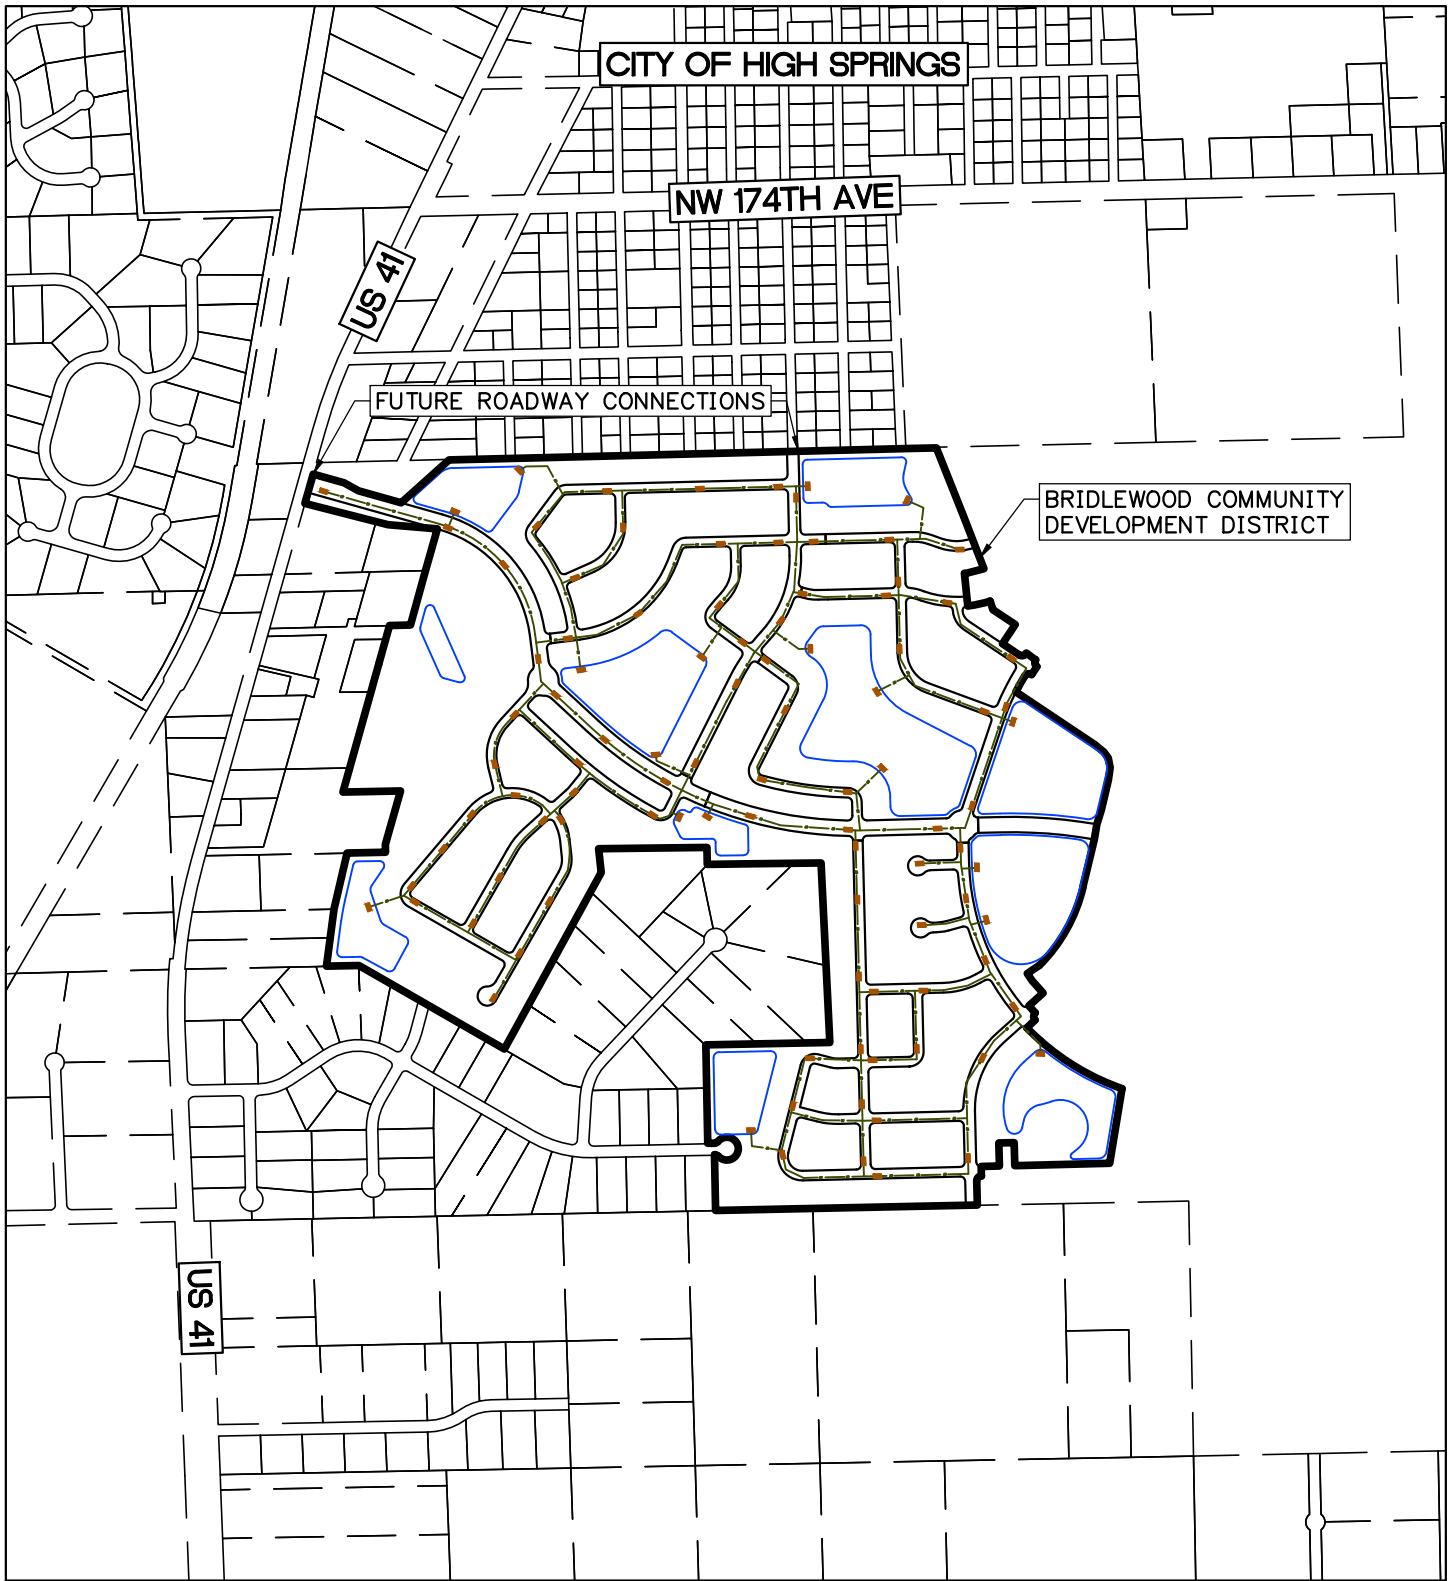 CITY OF HIGH SPRINGS
NW 174TH AVE
US 41
FUTURE ROADWAY CONNECTIONS
BRIDLEWOOD COMMUNITY
DEVELOPMENT DISTRICT
US 41